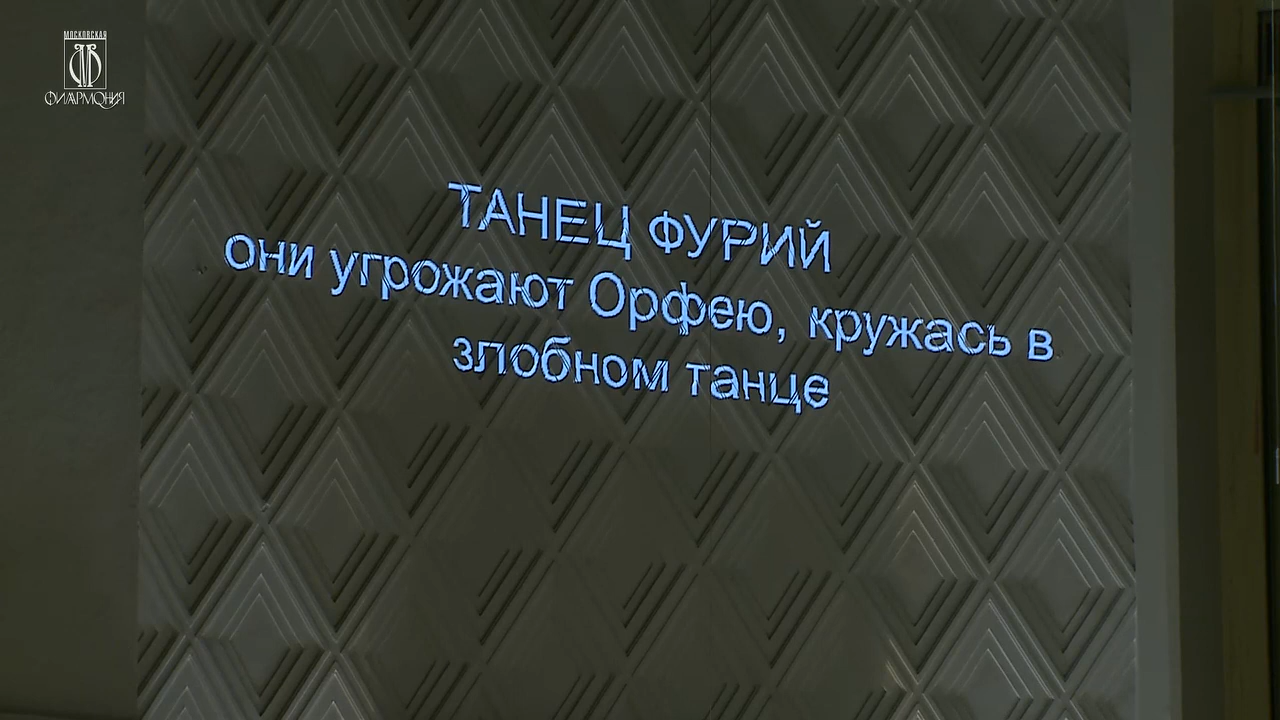 МОСКОВСКАЯ
ФИЛАРМОНИЯ
ТАНЕЦ ФУРИЙ
они угрожают Орфею, кружась в
злобном танце